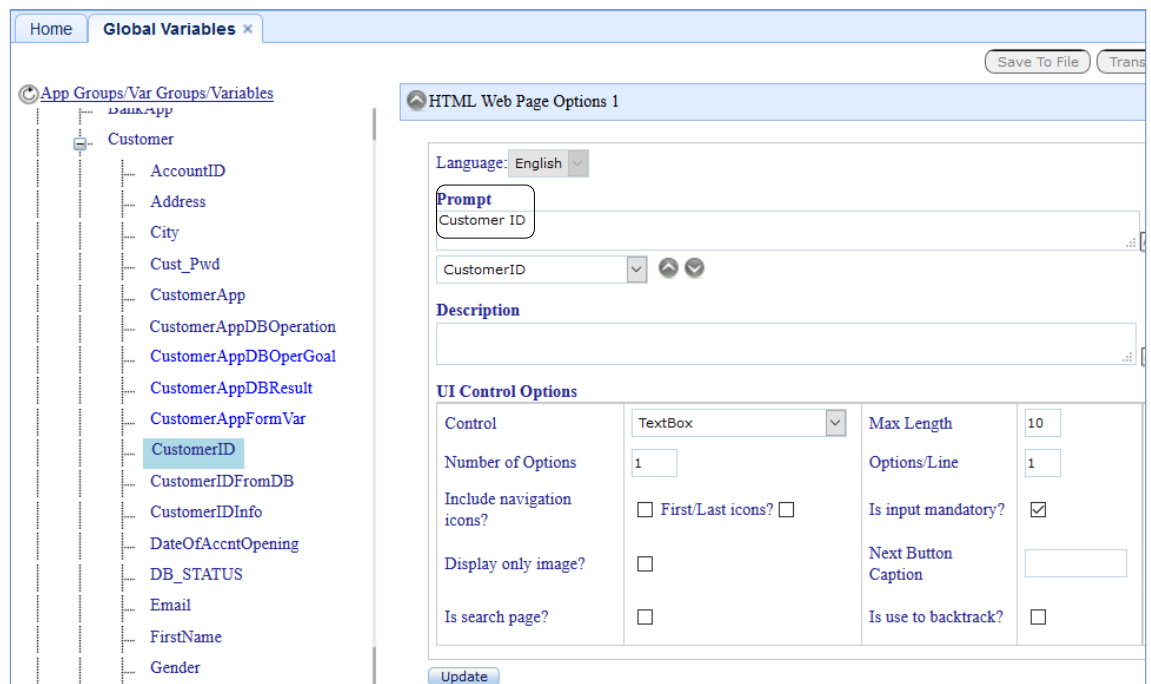 Home Global Variables ×
Save To File Trans
App Groups/Var Groups/Variables
BankApp
Customer
AccountID
Address
City
Cust_Pwd
CustomerApp
CustomerAppDBOperation
CustomerAppDBOperGoal
CustomerAppDBResult
CustomerAppFormVar
CustomerID
CustomerIDFromDB
CustomerIDInfo
DateOfAccntOpening
DB_STATUS
Email
FirstName
Gender
HTML Web Page Options 1
Language: English
Prompt
Customer ID
CustomerID
Description
UI Control Options
Control TextBox Max Length 10
Number of Options 1 Options/Line 1
Include navigation
icons? First/Last icons? Is input mandatory?
Display only image? Next Button
Caption
Is search page? Is use to backtrack?
Update